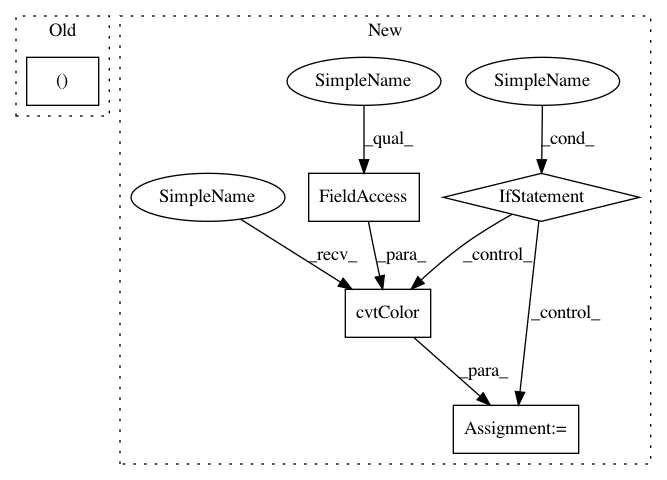 Old
New
()
SimpleName
SimpleName
_qual_
_cond_
SimpleName
FieldAccess
IfStatement
_recv_
_para_
_control_
cvtColor
_control_
_para_
Assignment:=